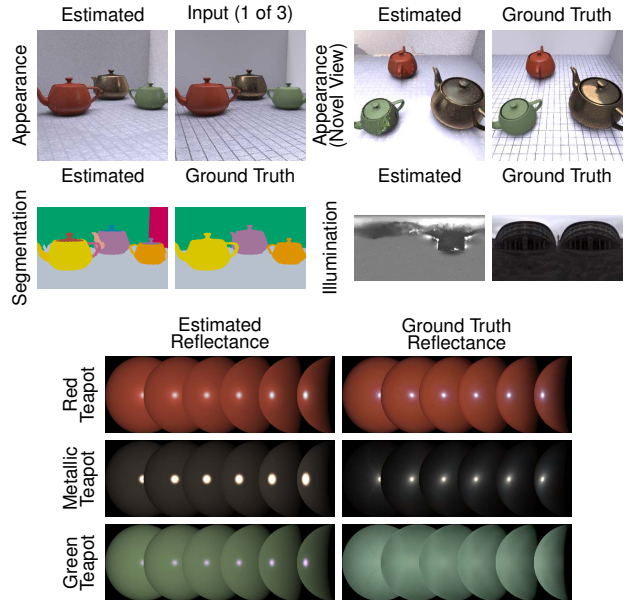 Estimated
Input (1 of 3)
Estimated
Ground Truth
Appearance
Appearance
(Novel View)
Estimated
Ground Truth
Estimated
Ground Truth
Segmentation
Illumination
Estimated
Reflectance
Ground Truth
Reflectance
Red
Teapot
Metallic
Teapot
Green
Teapot